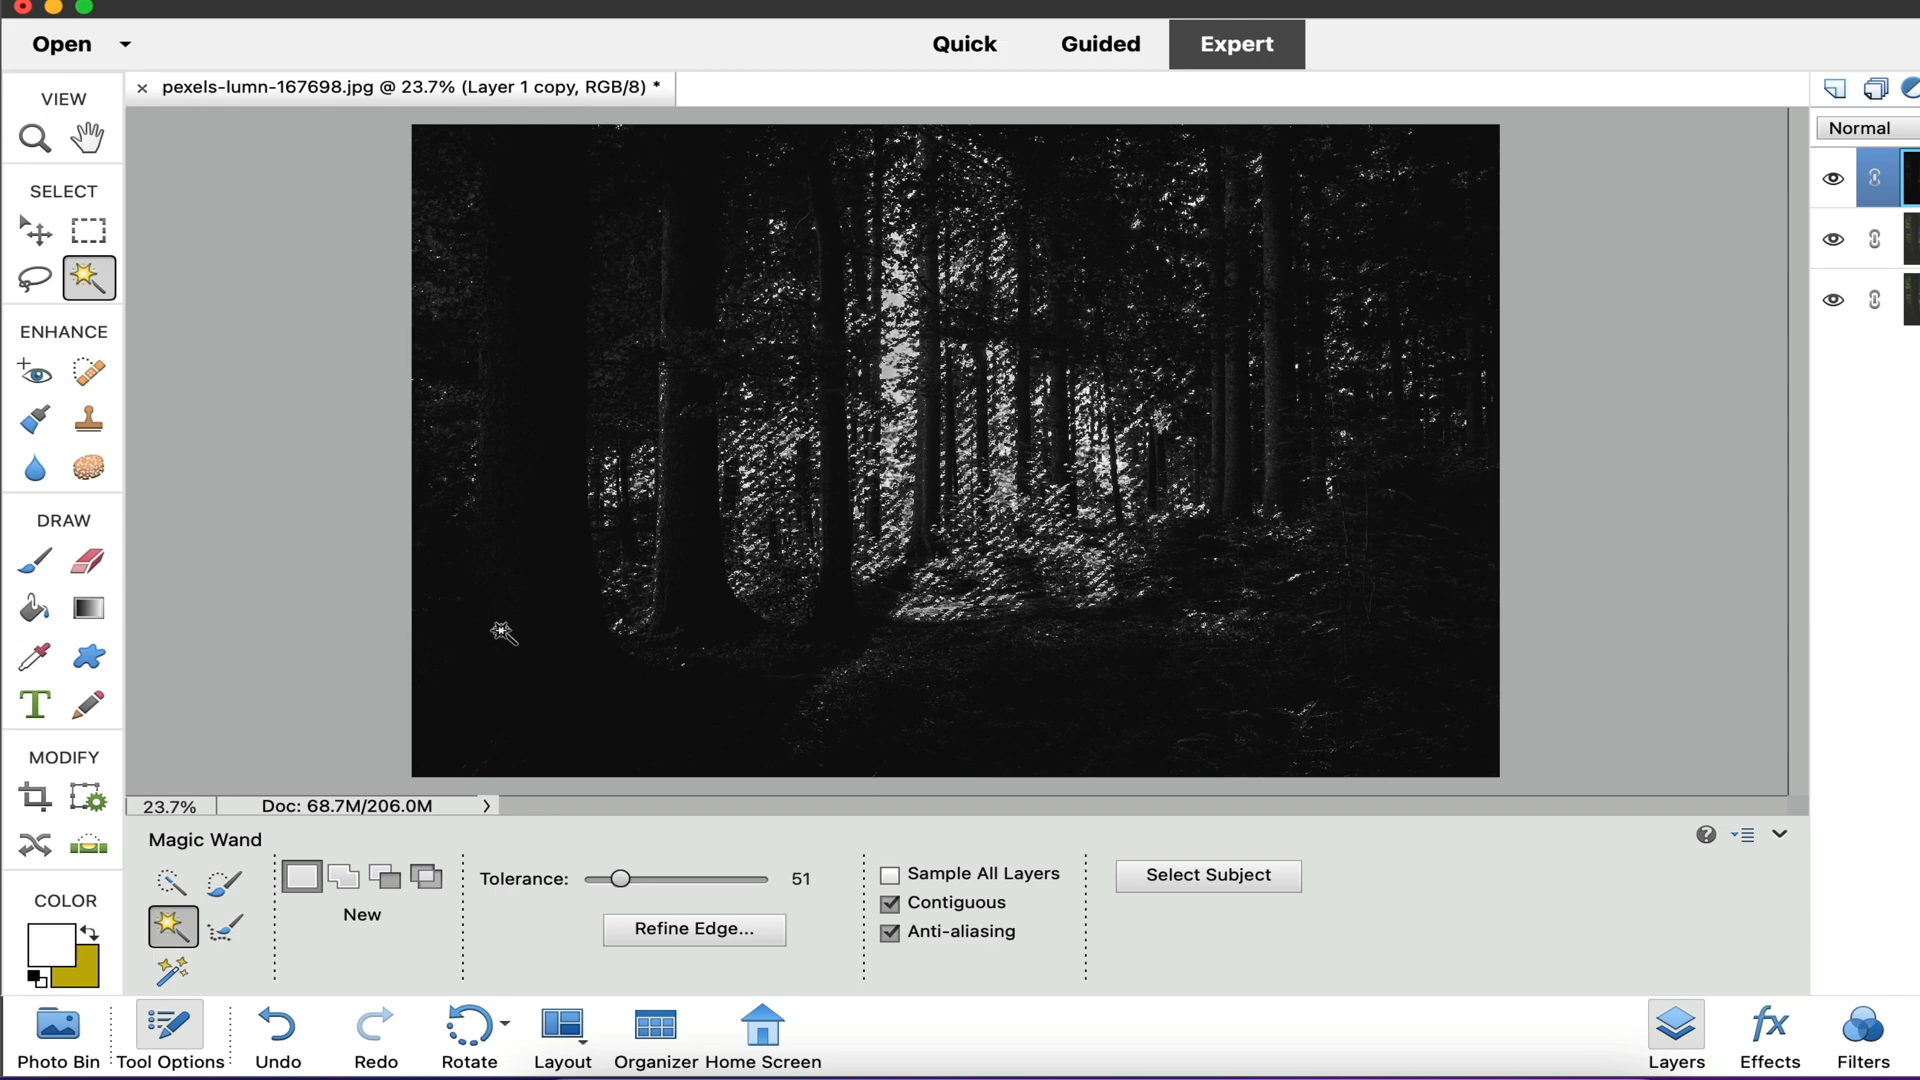 Open
Quick
Guided
Expert
× pexels-lumn-167698.jpg @ 23.7% (Layer 1 copy, RGB/8) *
VIEW
Normal
SELECT
ENHANCE
DRAW
T
MODIFY
23.7%
Doc: 68.7M/206.0M
Magic Wand
Tolerance:
51
Sample All Layers
Select Subject
Contiguous
New
Refine Edge...
Anti-aliasing
COLOR
fx
Photo Bin
Tool Options
Undo
Redo
Rotate
Layout
Organizer
Home Screen
Layers
Effects
Filters